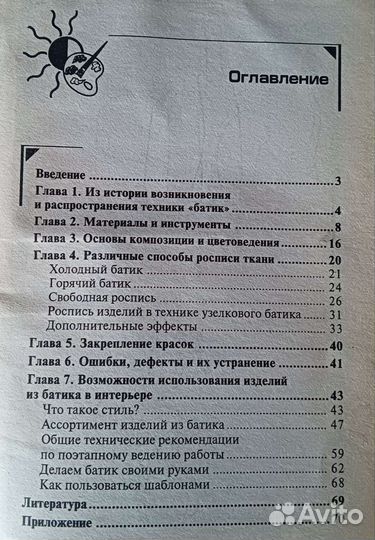 Оглавление
Введение 3
Глава 1. Из истории возникновения
и распространения техники «батик» 4
Глава 2. Материалы и инструменты 8
Глава 3. Основы композиции и цветоведения 16
Глава 4. Различные способы росписи ткани 20
Холодный батик 21
Горячий батик 24
Свободная роспись 26
Роспись изделий в технике узелкового батика 31
Дополнительные эффекты 33
Глава 5. Закрепление красок 40
Глава 6. Ошибки, дефекты и их устранение 41
Глава 7. Возможности использования изделий
из батика в интерьере 43
Что такое стиль? 43
Ассортимент изделий из батика 47
Общие технические рекомендации
по поэтапному ведению работы 59
Делаем батик своими руками 62
Как пользоваться шаблонами 68
Литература 69
Приложение
Avito